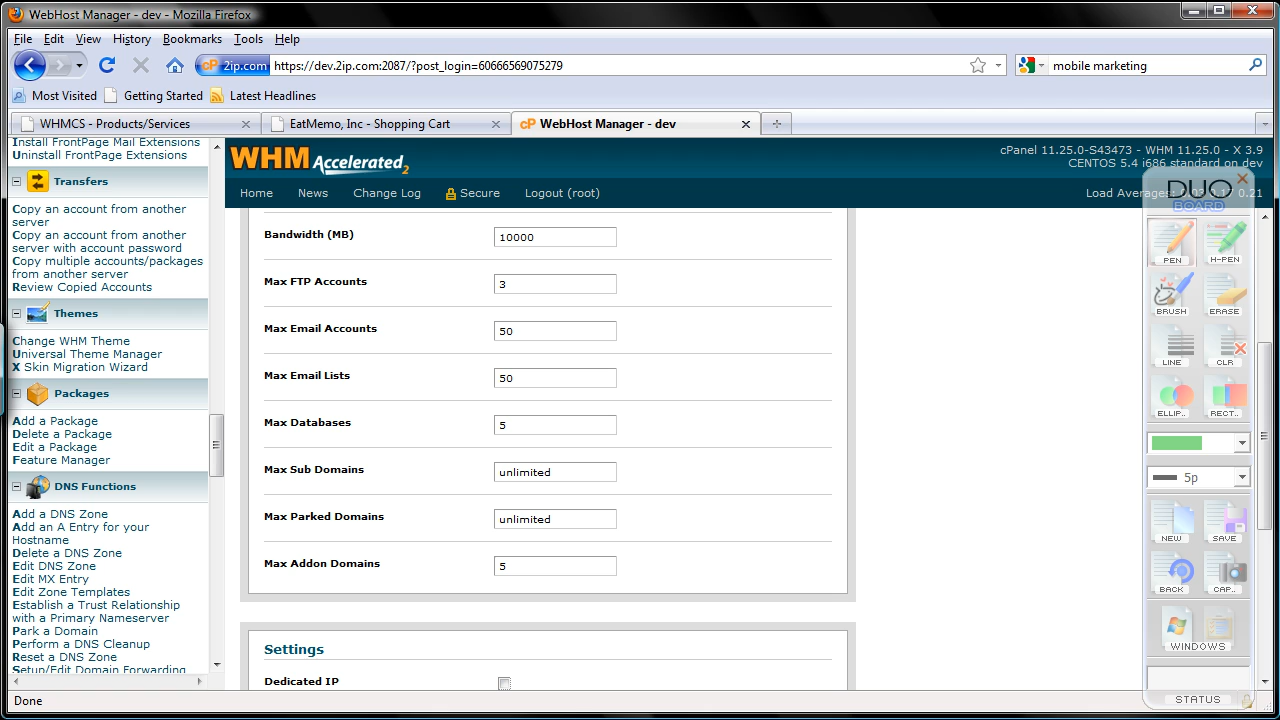 WebHost Manager - dev - Mozilla Firefox
File Edit View History Bookmarks Tools Help
2ip.com https://dev.2ip.com:2087/?post_login=60666569075279 mobile marketing
Most Visited Getting Started Latest Headlines
WHMCS - Products/Services EatMemo, Inc - Shopping Cart cP WebHost Manager - dev
Install FrontPage Mail Extensions
Uninstall FrontPage Extensions
Transfers
Copy an account from another
server
Copy an account from another
server with account password
Copy multiple accounts/packages
from another server
Review Copied Accounts
Themes
Change WHM Theme
Universal Theme Manager
X Skin Migration Wizard
Packages
Add a Package
Delete a Package
Edit a Package
Feature Manager
DNS Functions
Add a DNS Zone
Add an A Entry for your
Hostname
Delete a DNS Zone
Edit DNS Zone
Edit MX Entry
Edit Zone Templates
Establish a Trust Relationship
with a Primary Nameserver
Park a Domain
Perform a DNS Cleanup
Reset a DNS Zone
Setup/Edit Domain Forwarding
WHM Accelerated2
cPanel 11.25.0-S43473 - WHM 11.25.0 - X 3.9
CENTOS 5.4 i686 standard on dev
Home News Change Log Secure Logout (root)
Load Averages: 0.21
Bandwidth (MB) 10000
Max FTP Accounts 3
Max Email Accounts 50
Max Email Lists 50
Max Databases 5
Max Sub Domains unlimited
Max Parked Domains unlimited
Max Addon Domains 5
Settings
Dedicated IP
DUO
BOARD
PEN H-PEN
BRUSH ERASE
LINE CLR
ELLIP.. RECT..
5p
NEW SAVE
BACK CAP..
WINDOWS
STATUS
Done